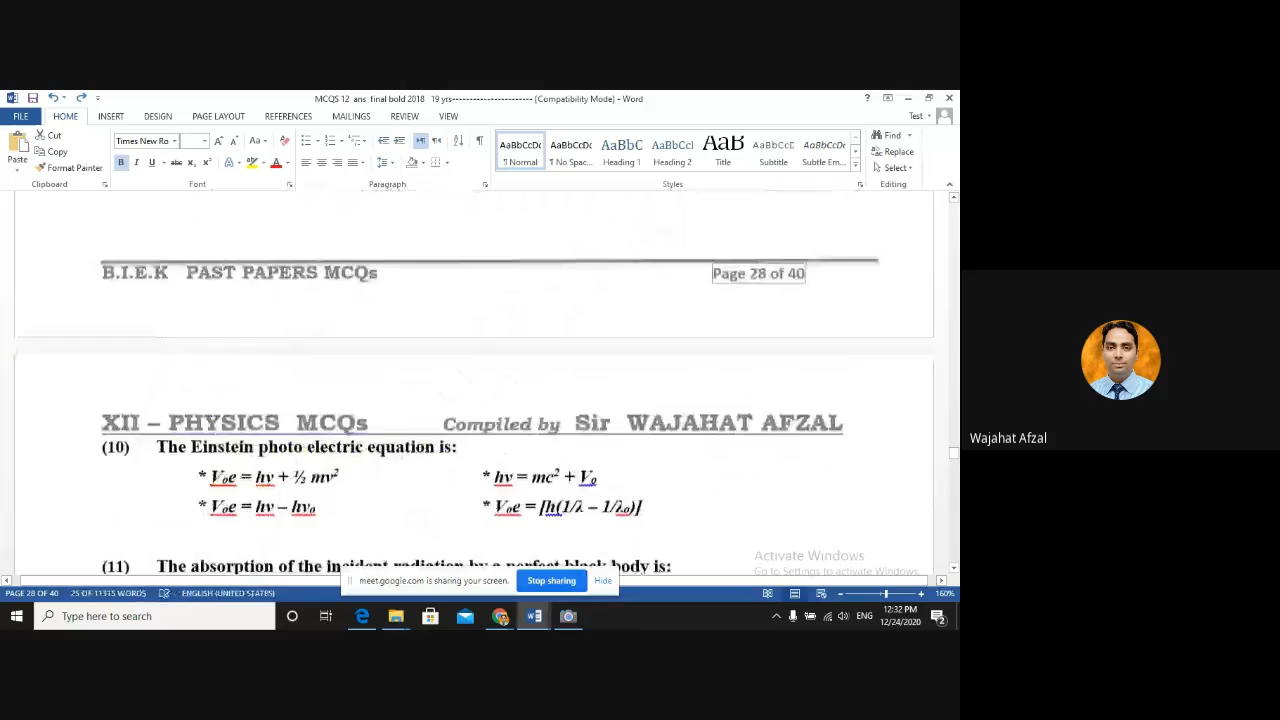 MCQS 12 ans final bold 2018 19 yrs------------------------ [Compatibility Mode] - Word
FILE HOME INSERT DESIGN PAGE LAYOUT REFERENCES MAILINGS REVIEW VIEW Test
Paste Cut Copy Format Painter
Times New Ro
AaBbCcDc AaBbCcDc AaBbC AaBbCc AaB AaBbCcD AaBbCcDc
¶ Normal ¶ No Spac... Heading 1 Heading 2 Title Subtitle Subtle Em...
Find Replace Select
Clipboard Font Paragraph Styles Editing
B.I.E.K PAST PAPERS MCQs Page 28 of 40
XII – PHYSICS MCQs Compiled by Sir WAJAHAT AFZAL
(10) The Einstein photo electric equation is:
* V₀e = hν + ½ mv² * hν = mc² + V₀
* V₀e = hν – hν₀ * V₀e = [h(1/λ – 1/λ₀)]
(11) The absorption of the incident radiation by a perfect black body is:
Activate Windows
Go to Settings to activate Windows.
meet.google.com is sharing your screen. Stop sharing Hide
PAGE 28 OF 40 25 OF 11315 WORDS ENGLISH (UNITED STATES) 160%
Type here to search
ENG 12:32 PM
12/24/2020
2
Wajahat Afzal